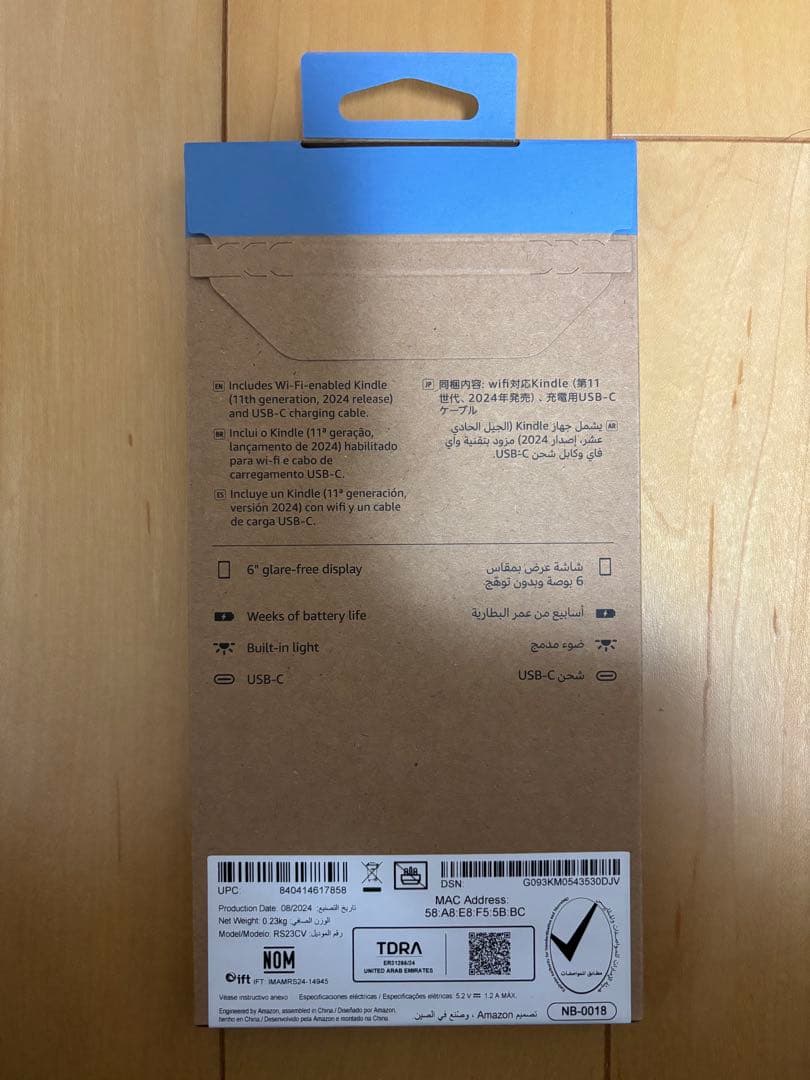 EN Includes Wi-Fi-enabled Kindle
(11th generation, 2024 release)
and USB-C charging cable.
BR Inclui o Kindle (11ª geração,
lançamento de 2024) habilitado
para wi-fi e cabo de
carregamento USB-C.
ES Incluye un Kindle (11ª generación,
versión 2024) con wifi y un cable
de carga USB-C.
JP 同梱内容: wifi対応Kindle (第11
世代、2024年発売) 、充電用USB-C
ケーブル
AR يشمل جهاز Kindle (الجيل الحادي
عشر، إصدار 2024) مزود بتقنية واي
فاي وكابل شحن USB-C.
6" glare-free display
شاشة عرض بمقاس
6 بوصة وبدون توهّج
Weeks of battery life
أسابيع من عمر البطارية
Built-in light
ضوء مدمج
USB-C
شحن USB-C
UPC: 840414617858
DSN: G093KM0543530DJV
Production Date: 08/2024 تاريخ التصنيع:
Net Weight: 0.23kg الوزن الصافي:
Model/Modelo: RS23CV رقم الموديل:
MAC Address:
58:A8:E8:F5:5B:BC
NOM
ift IFT: IMAMRS24-14945
TDRA
ER31286/24
UNITED ARAB EMIRATES
مطابق للمواصفات
NB-0018
Véase instructivo anexo Especificaciones eléctricas / Especificações elétricas: 5.2 V 1.2 A MÁX.
Engineered by Amazon, assembled in China./ Diseñado por Amazon,
hecho en China./ Desenvolvido pela Amazon e montado na China.
تصميم Amazon ، وصنع في الصين.